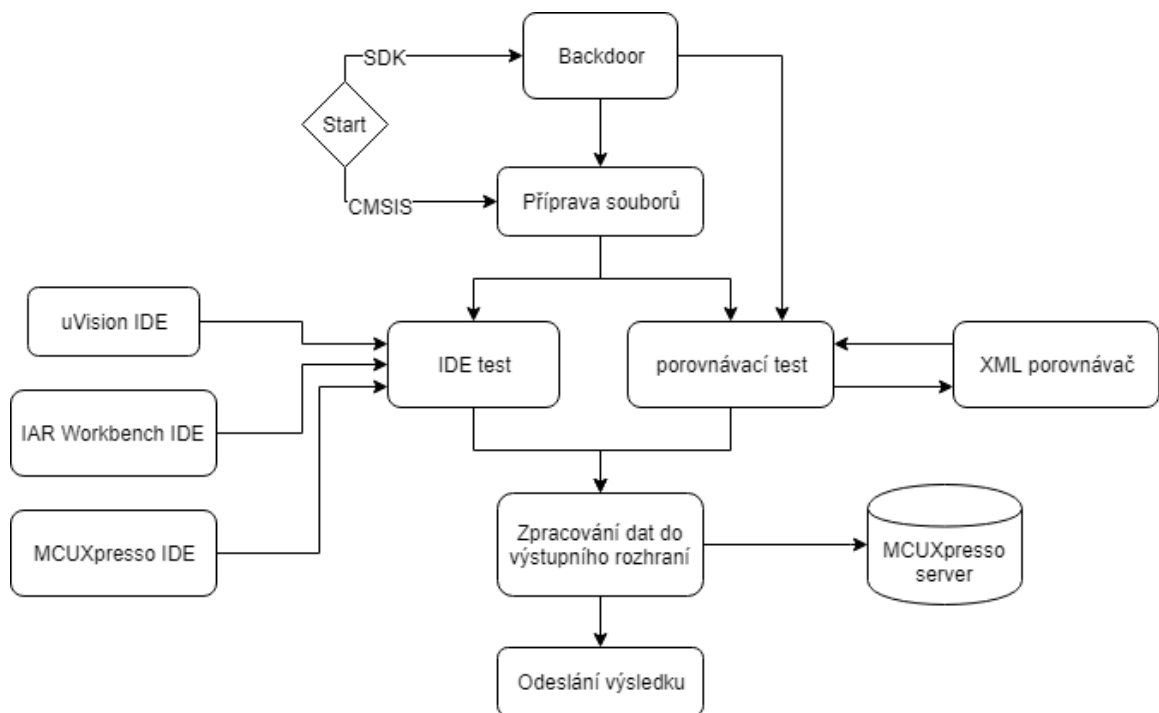 SDK
Backdoor
Start
CMSIS
Příprava souborů
uVision IDE
IDE test
porovnávací test
XML porovnávač
IAR Workbench IDE
MCUXpresso IDE
Zpracování dat do
výstupního rozhraní
MCUXpresso
server
Odeslání výsledku